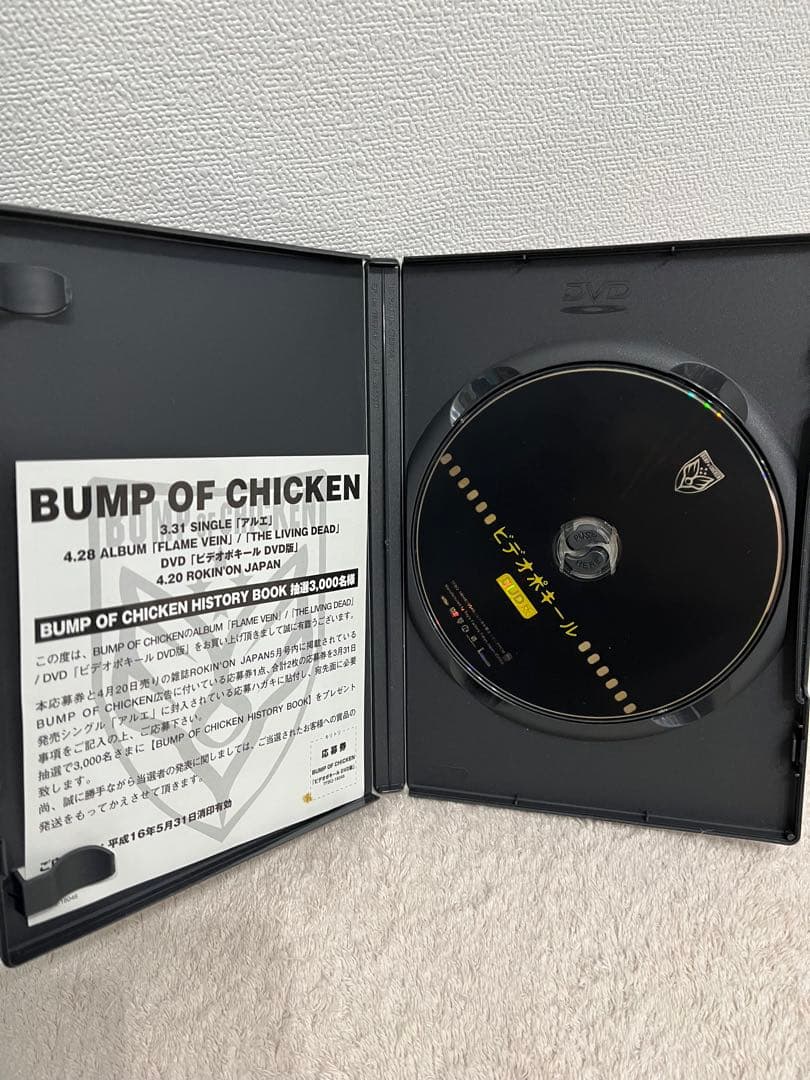 BUMP OF CHICKEN
3.31 SINGLE「アルエ」
4.28 ALBUM「FLAME VEIN」/「THE LIVING DEAD」
DVD「ビデオポキール DVD版」
4.20 ROKIN'ON JAPAN
BUMP OF CHICKEN HISTORY BOOK 抽選3,000名様
この度は、BUMP OF CHICKENのALBUM「FLAME VEIN」/「THE LIVING DEAD」
/ DVD「ビデオポキール DVD版」をお買い上げ頂きまして誠に有難うございます。
本応募券と4月20日売りの雑誌ROKIN'ON JAPAN5月号内に掲載されている
BUMP OF CHICKEN広告に付いている応募券1点、合計2枚の応募券を3月31日
発売シングル「アルエ」に封入されている応募ハガキに貼付し、宛先面に必要
事項をご記入の上、ご応募下さい。
抽選で3,000名さまに【BUMP OF CHICKEN HISTORY BOOK】をプレゼント
致します。
尚、誠に勝手ながら当選者の発表に関しましては、ご当選されたお客様への賞品の
発送をもってかえさせて頂きます。
平成16年5月31日消印有効
キリトリ
応募券
BUMP OF CHICKEN
「ビデオポキール DVD版」
DVD
BUMP OF CHICKEN
ビデオポキール
DVD版
PUSH HERE